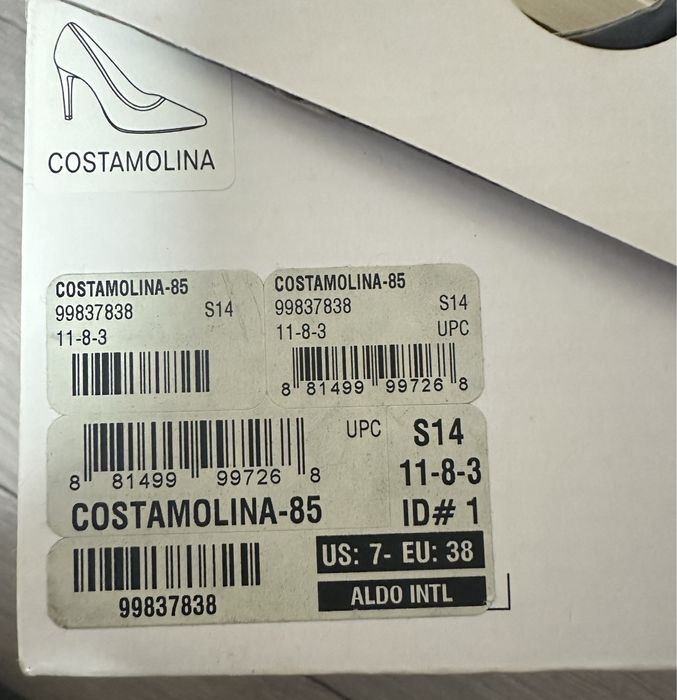 COSTAMOLINA
COSTAMOLINA-85
99837838 S14
11-8-3
COSTAMOLINA-85
99837838 S14
11-8-3 UPC
8 81499 99726 8
UPC
8 81499 99726 8
COSTAMOLINA-85
S14
11-8-3
ID# 1
99837838
US: 7- EU: 38
ALDO INTL